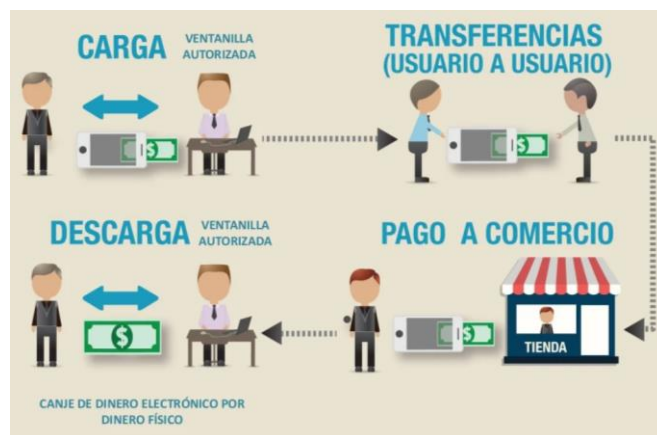 CARGA
VENTANILLA
AUTORIZADA
TRANSFERENCIAS
(USUARIO A USUARIO)
$
$
DESCARGA
VENTANILLA
AUTORIZADA
PAGO A COMERCIO
$
$
TIENDA
CANJE DE DINERO ELECTRÓNICO POR
DINERO FÍSICO